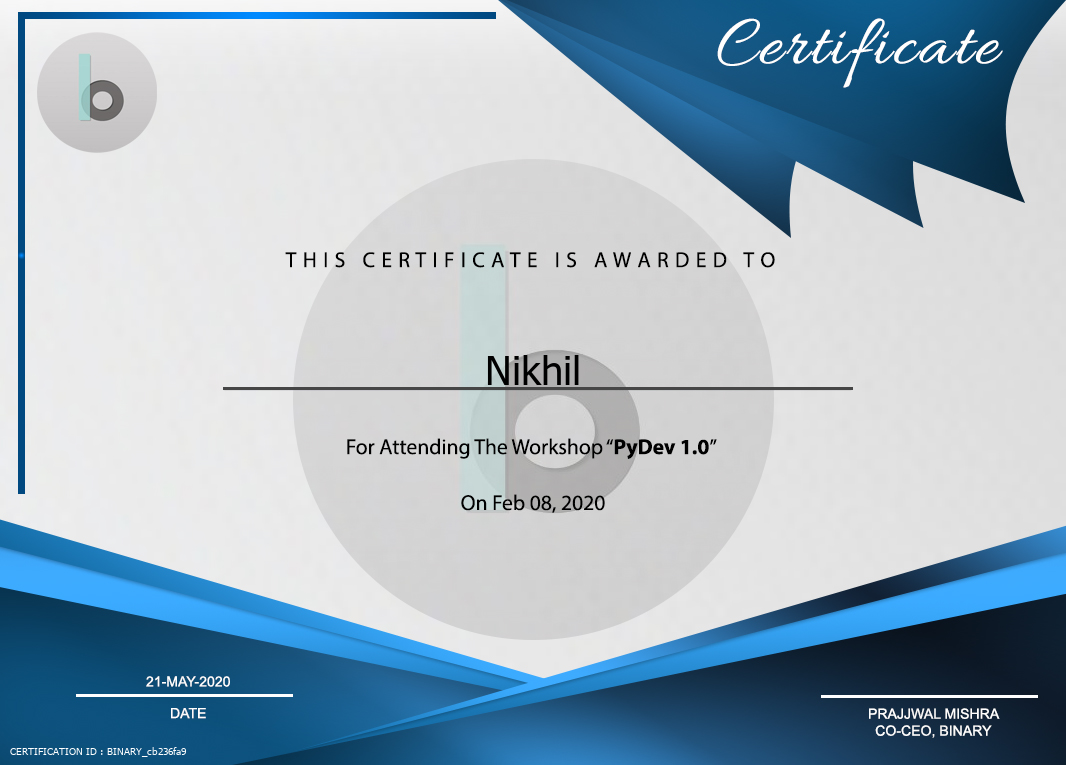 Certificate
b
THIS CERTIFICATE IS AWARDED TO
Nikhil
For Attending The Workshop “PyDev 1.0”
On Feb 08, 2020
21-MAY-2020
DATE
PRAJJWAL MISHRA
CO-CEO, BINARY
CERTIFICATION ID : BINARY_cb236fa9